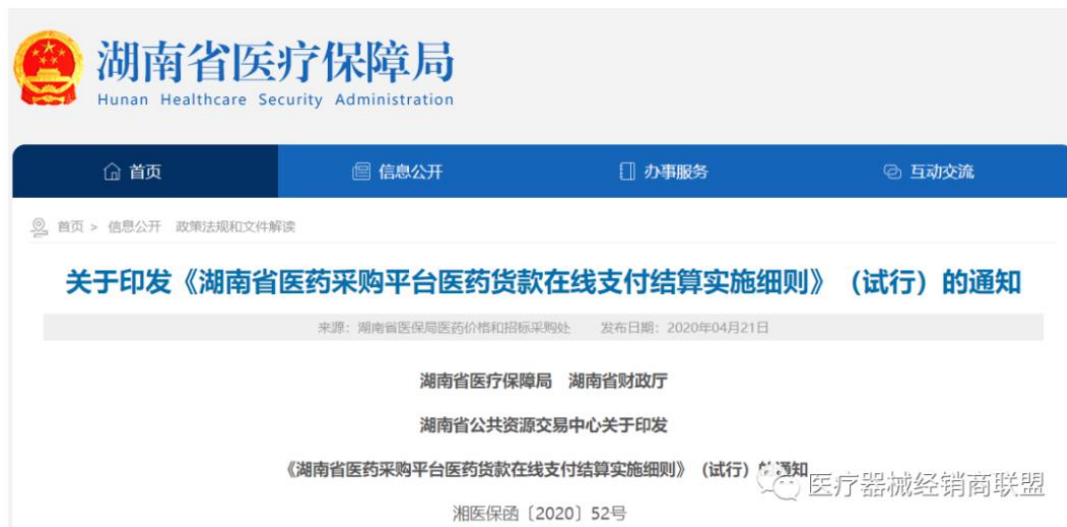 湖南省医疗保障局
Hunan Healthcare Security Administration
首页
信息公开
办事服务
互动交流
首页 > 信息公开 政策法规和文件解读
关于印发《湖南省医药采购平台医药货款在线支付结算实施细则》（试行）的通知
来源：湖南省医保局医药价格和招标采购处 发布日期：2020年04月21日
湖南省医疗保障局 湖南省财政厅
湖南省公共资源交易中心关于印发
《湖南省医药采购平台医药货款在线支付结算实施细则》（试行）的通知
医疗器械经销商联盟
湘医保函〔2020〕52号